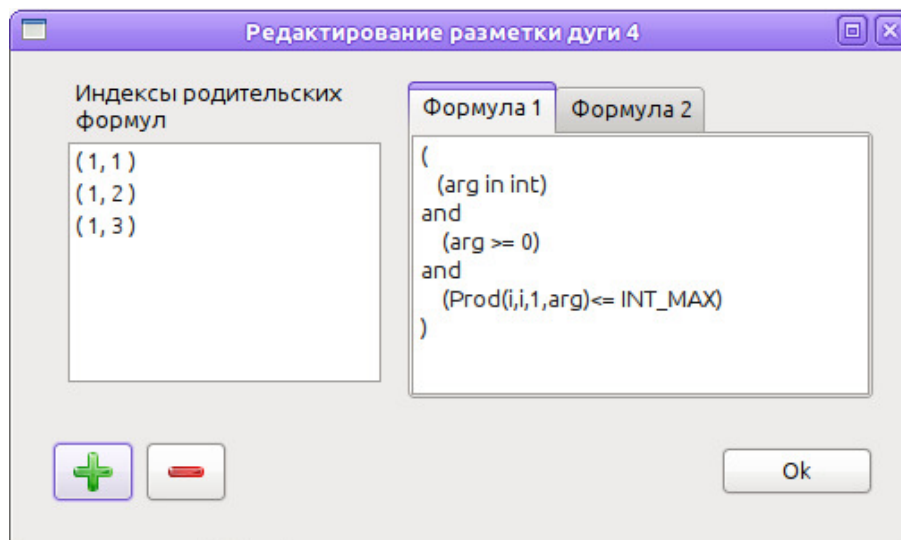 Редактирование разметки дуги 4
Индексы родительских
формул
( 1, 1 )
( 1, 2 )
( 1, 3 )
Формула 1
Формула 2
(
(arg in int)
and
(arg >= 0)
and
(Prod(i,i,1,arg)<= INT_MAX)
)
Ok